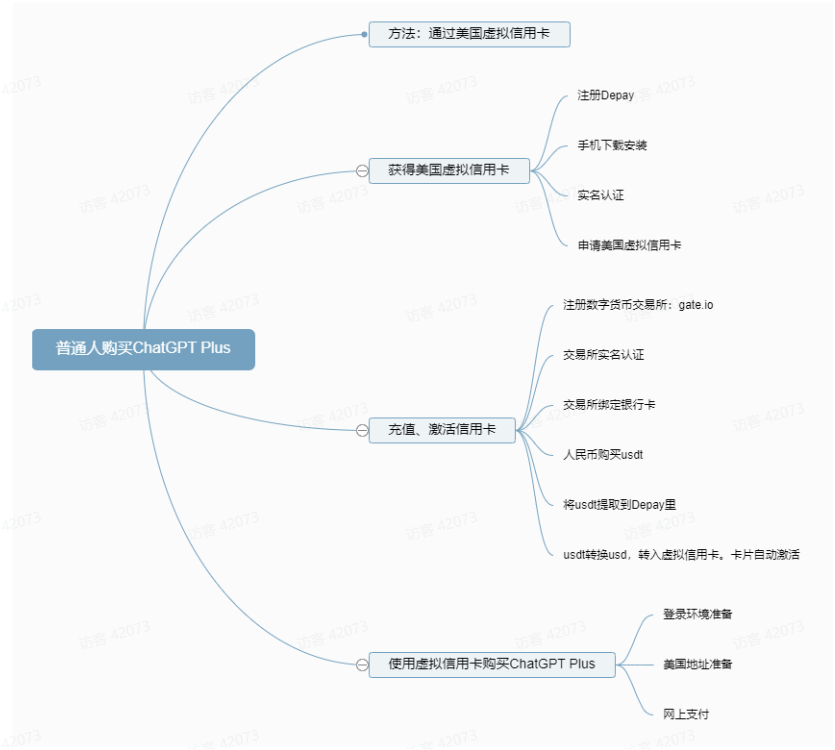 方法：通过美国虚拟信用卡
注册Depay
手机下载安装
获得美国虚拟信用卡
实名认证
申请美国虚拟信用卡
注册数字货币交易所：gate.io
普通人购买ChatGPT Plus
交易所实名认证
交易所绑定银行卡
充值、激活信用卡
人民币购买usdt
将usdt提取到Depay里
usdt转换usd，转入虚拟信用卡。卡片自动激活
登录环境准备
使用虚拟信用卡购买ChatGPT Plus
美国地址准备
网上支付
访客 42073